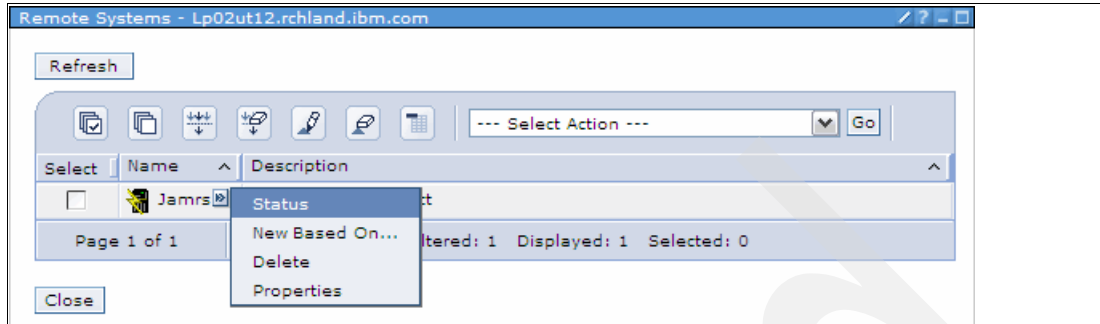 Remote Systems - Lp02ut12.rchland.ibm.com
Refresh
--- Select Action --- Go
Select Name Description
Jamrs
Status
New Based On...
Delete
Properties
Page 1 of 1 ltered: 1 Displayed: 1 Selected: 0
Close